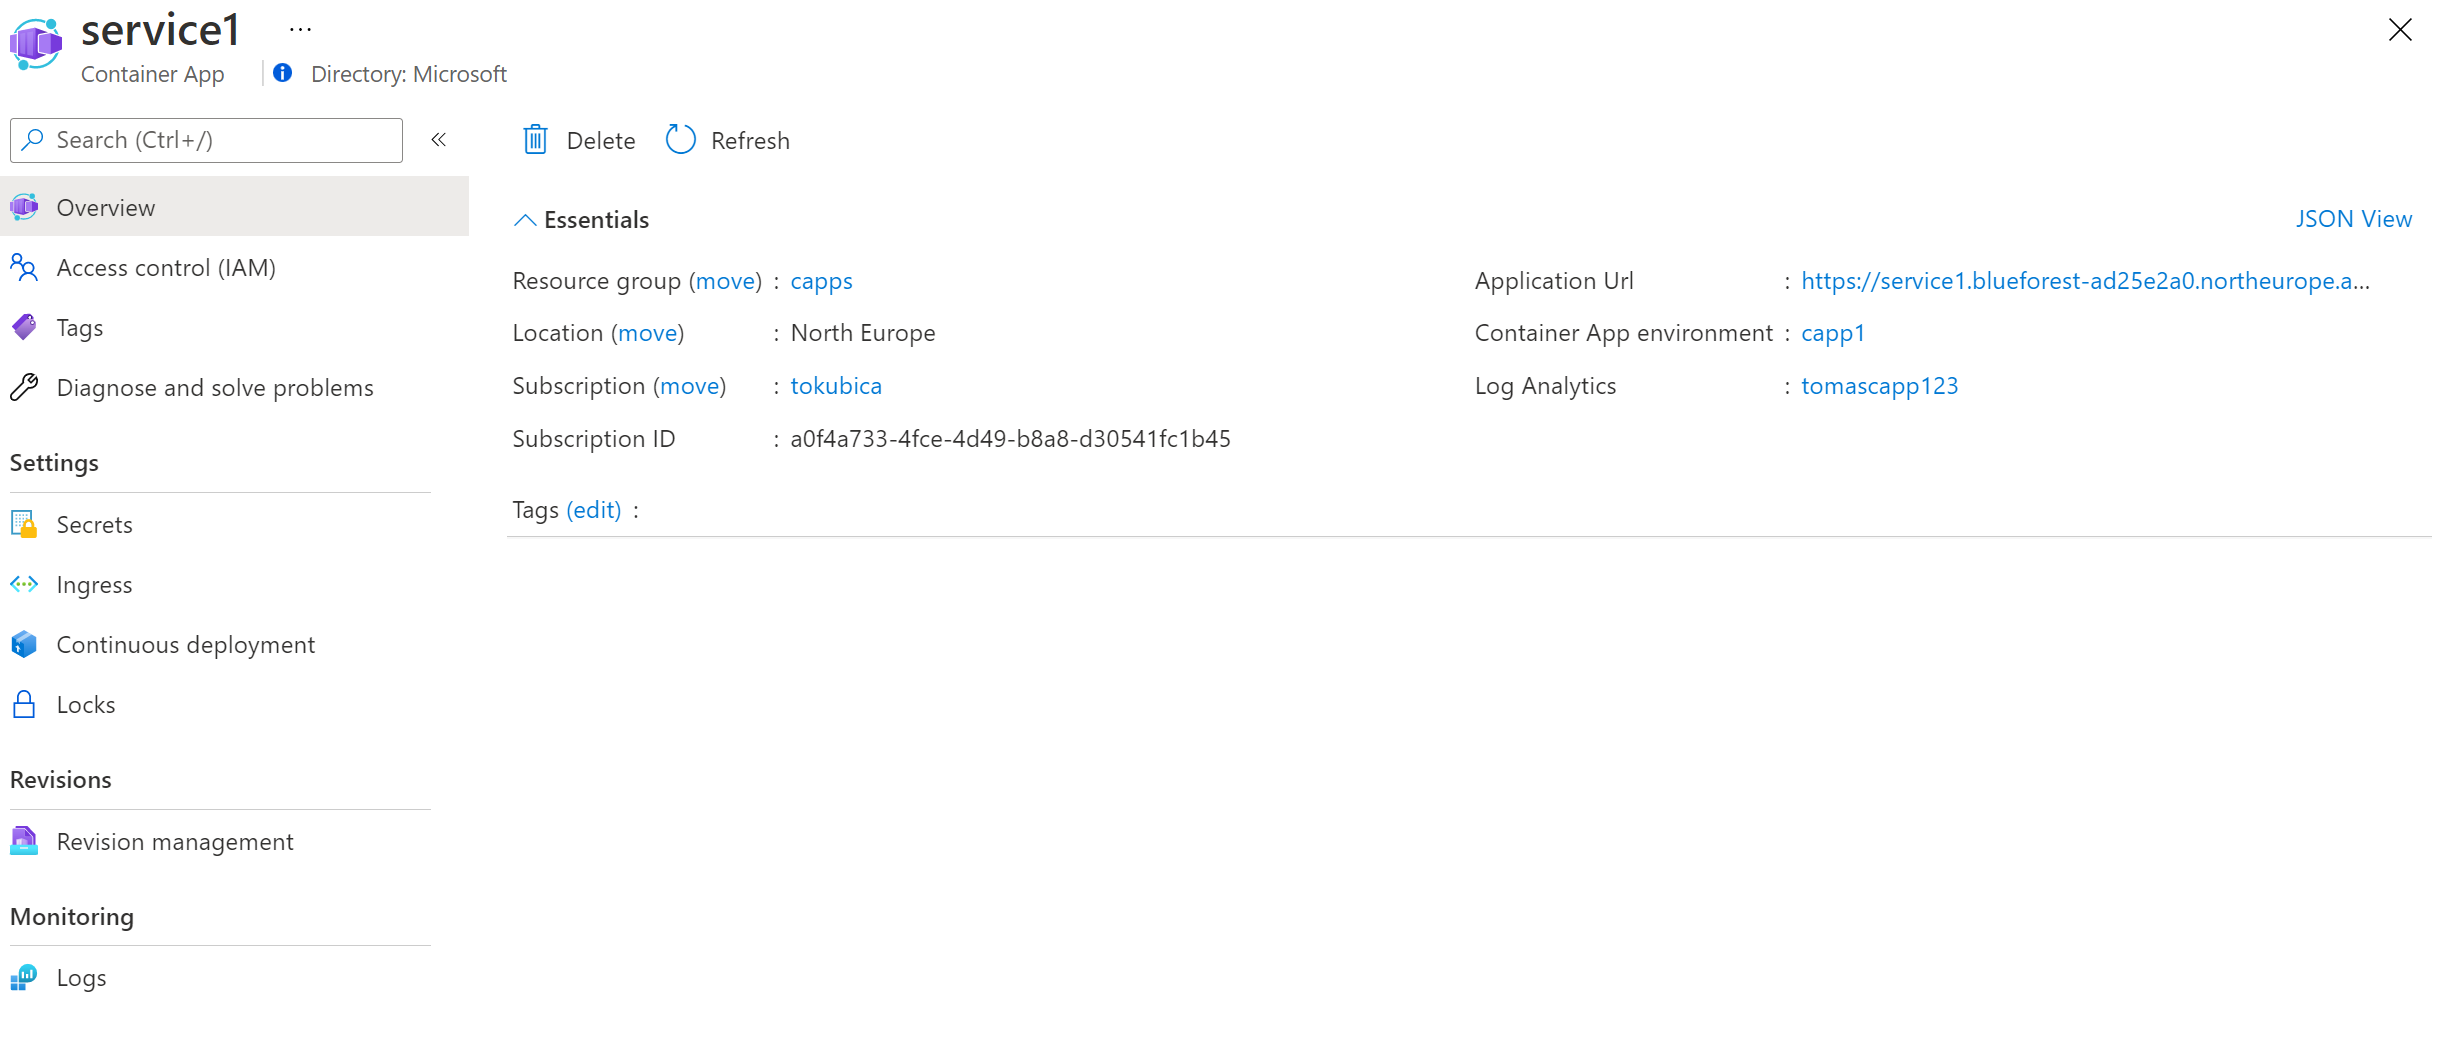 service1 ...
Container App
Directory: Microsoft
Search (Ctrl+/)
«
Overview
Access control (IAM)
Tags
Diagnose and solve problems
Settings
Secrets
Ingress
Continuous deployment
Locks
Revisions
Revision management
Monitoring
Logs
Delete
Refresh
Essentials
JSON View
Resource group (move) : capps
Location (move) : North Europe
Subscription (move) : tokubica
Subscription ID : a0f4a733-4fce-4d49-b8a8-d30541fc1b45
Application Url : https://service1.blueforest-ad25e2a0.northeurope.a...
Container App environment : capp1
Log Analytics : tomascapp123
Tags (edit) :